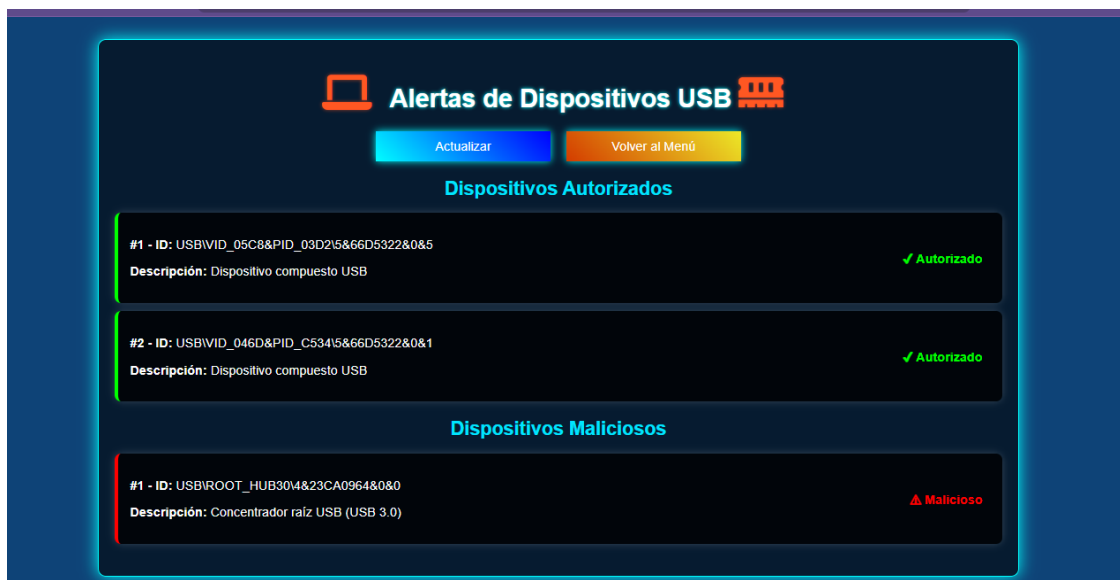 Alertas de Dispositivos USB
Actualizar
Volver al Menú
Dispositivos Autorizados
#1 - ID: USB\VID_05C8&PID_03D2\5&66D5322&0&5
✓ Autorizado
Descripción: Dispositivo compuesto USB
#2 - ID: USB\VID_046D&PID_C534\5&66D5322&0&1
✓ Autorizado
Descripción: Dispositivo compuesto USB
Dispositivos Maliciosos
#1 - ID: USB\ROOT_HUB30\4&23CA0964&0&0
⚠ Malicioso
Descripción: Concentrador raíz USB (USB 3.0)